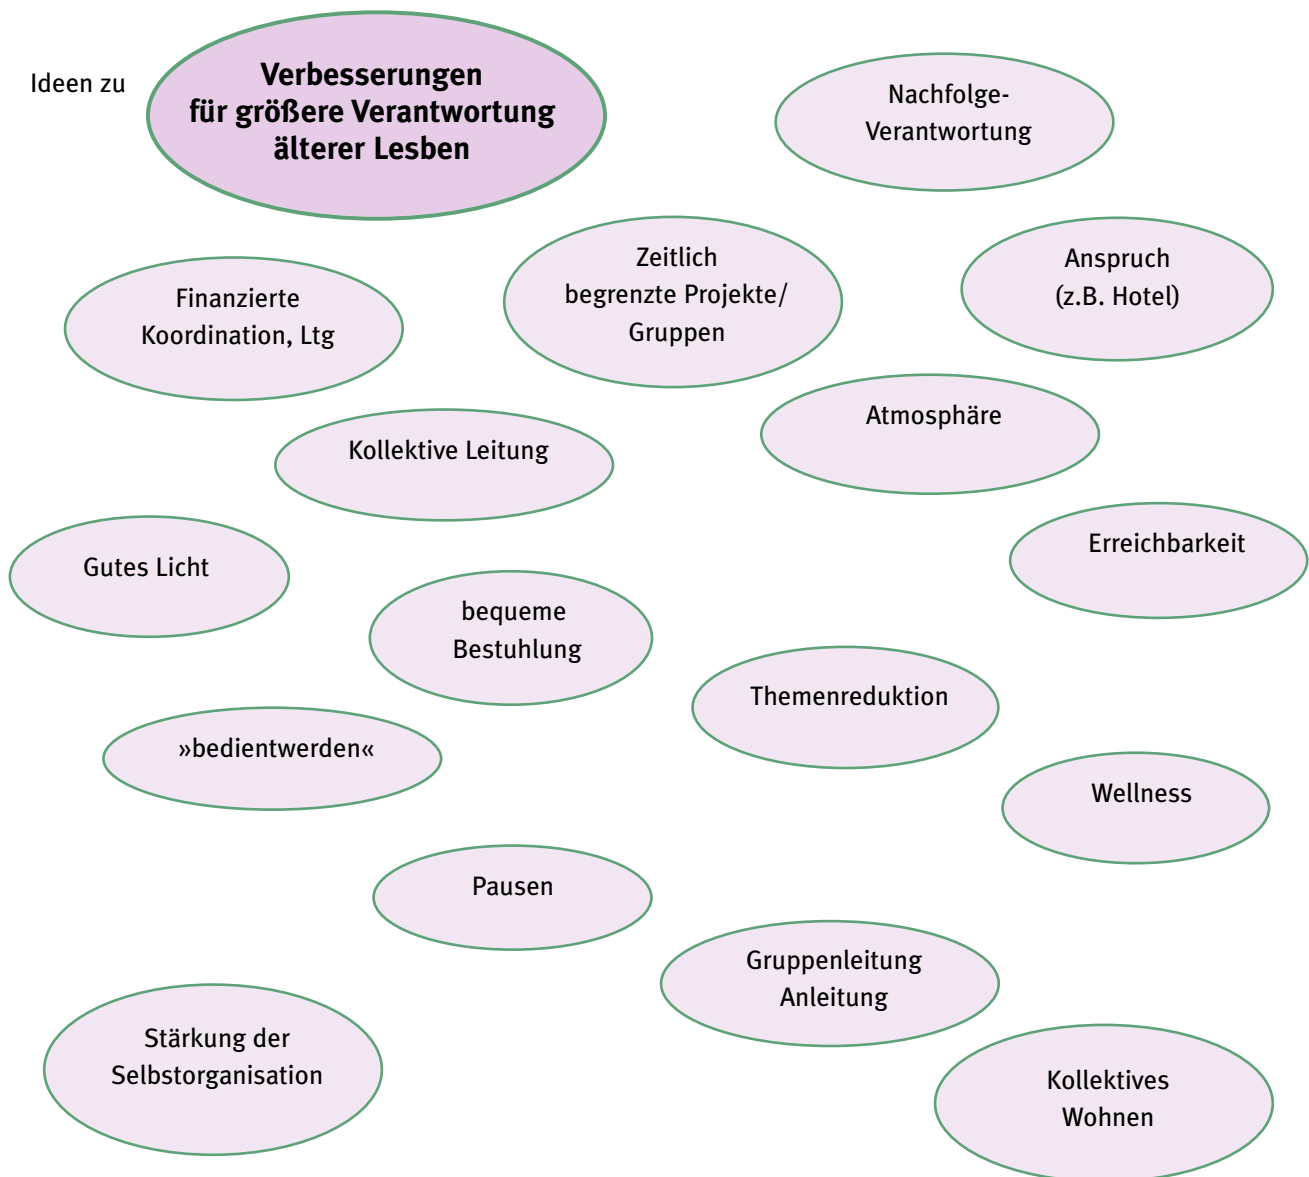 Ideen zu
Verbesserungen
für größere Verantwortung
älterer Lesben
Nachfolge-
Verantwortung
Zeitlich
begrenzte Projekte/
Gruppen
Anspruch
(z.B. Hotel)
Finanzierte
Koordination, Ltg
Atmosphäre
Kollektive Leitung
Erreichbarkeit
Gutes Licht
bequeme
Bestuhlung
Themenreduktion
»bedientwerden«
Wellness
Pausen
Gruppenleitung
Anleitung
Stärkung der
Selbstorganisation
Kollektives
Wohnen